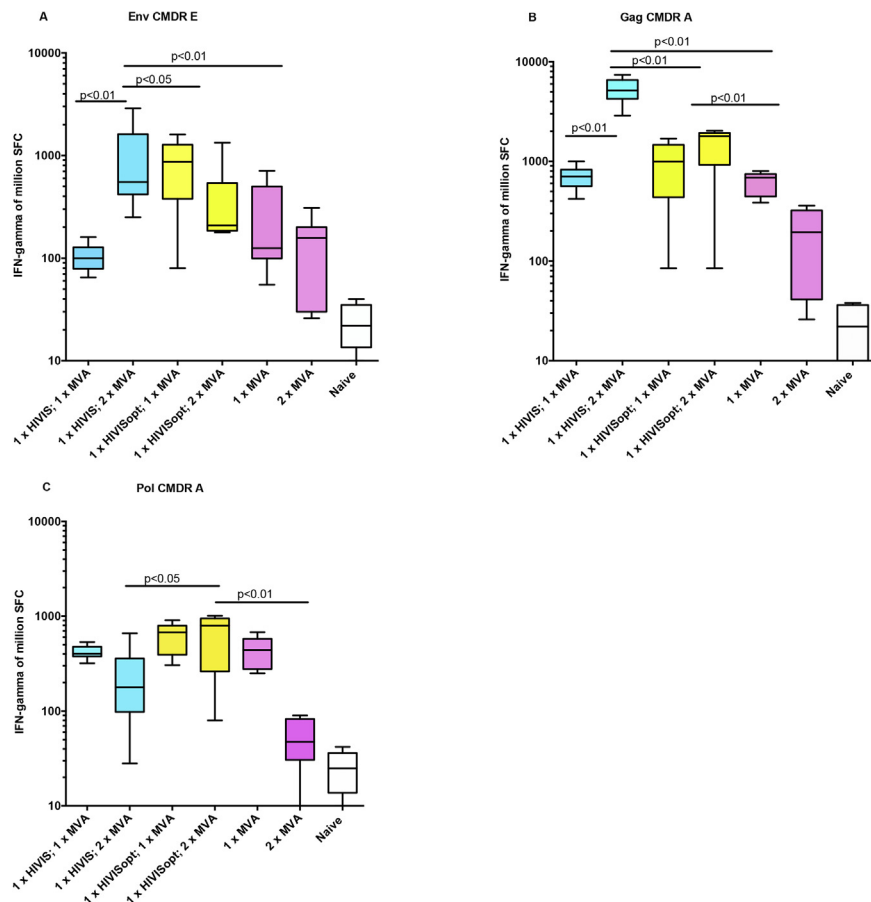 A
Env CMDR E
IFN-gamma of million SFC
10000
1000
100
10
p<0.01
p<0.05
p<0.01
1 x HIVIS; 1 x MVA
1 x HIVIS; 2 x MVA
1 x HIVISopt; 1 x MVA
1 x HIVISopt; 2 x MVA
1 x MVA
2 x MVA
Naive
B
Gag CMDR A
IFN-gamma of million SFC
10000
1000
100
10
p<0.01
p<0.01
p<0.01
p<0.01
1 x HIVIS; 1 x MVA
1 x HIVIS; 2 x MVA
1 x HIVISopt; 1 x MVA
1 x HIVISopt; 2 x MVA
1 x MVA
2 x MVA
Naive
C
Pol CMDR A
IFN-gamma of million SFC
10000
1000
100
10
p<0.05
p<0.01
1 x HIVIS; 1 x MVA
1 x HIVIS; 2 x MVA
1 x HIVISopt; 1 x MVA
1 x HIVISopt; 2 x MVA
1 x MVA
2 x MVA
Naive